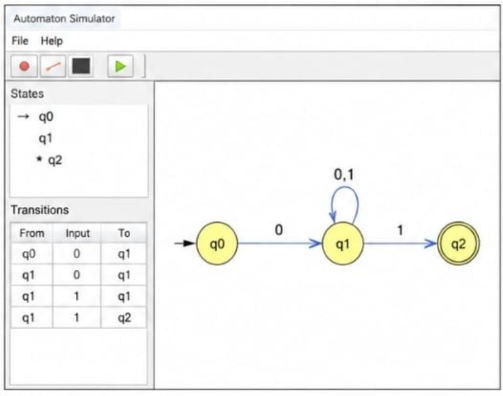 Automaton Simulator
File Help
States
→ q0
q1
* q2
Transitions
From Input To
q0 0 q1
q1 0 q1
q1 1 q1
q1 1 q2
0,1
q0 0 q1 1 q2